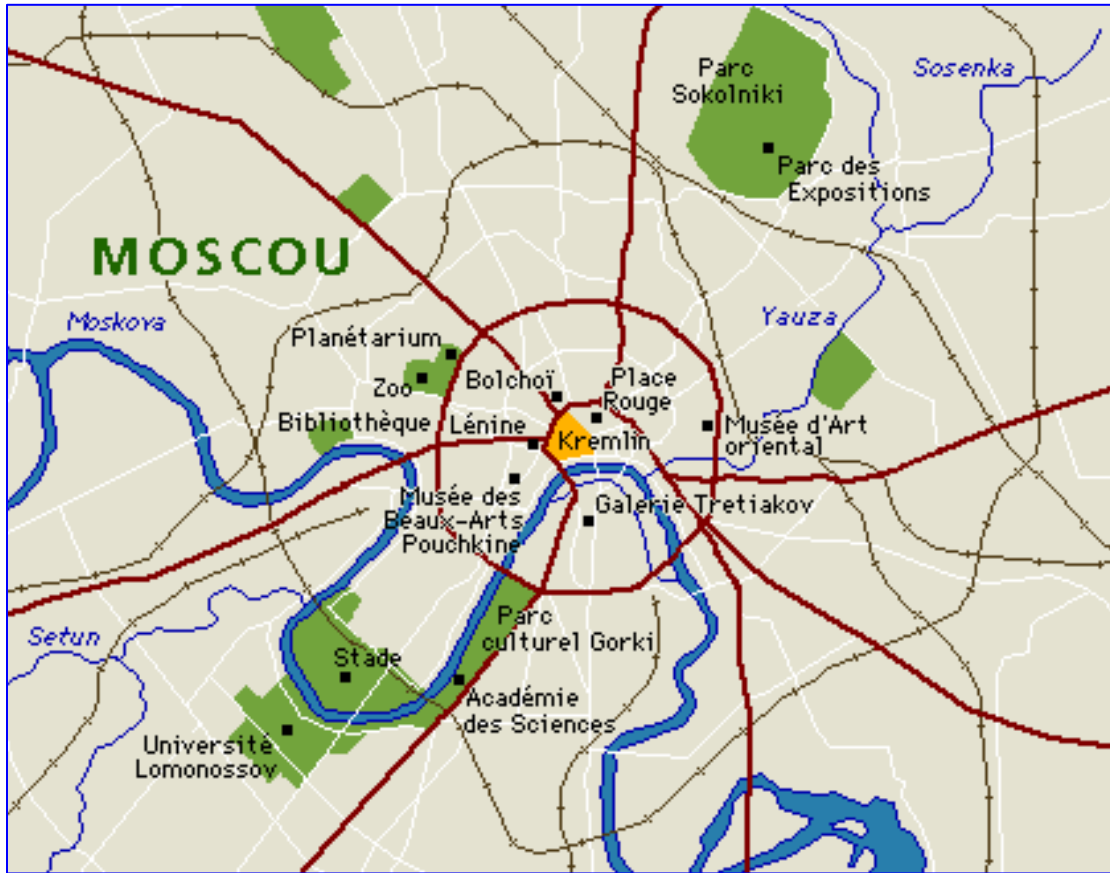 Parc
Sokolniki
Sosenka
Parc des
Expositions
MOSCOU
Moskova
Yauza
Planétarium
Zoo
Bolchoï
Place
Rouge
Bibliothèque Lénine
Kremlin
Musée d'Art
oriental
Musée des
Beaux-Arts
Pouchkine
Galerie Tretiakov
Setun
Parc
culturel Gorki
Stade
Académie
des Sciences
Université
Lomonossov